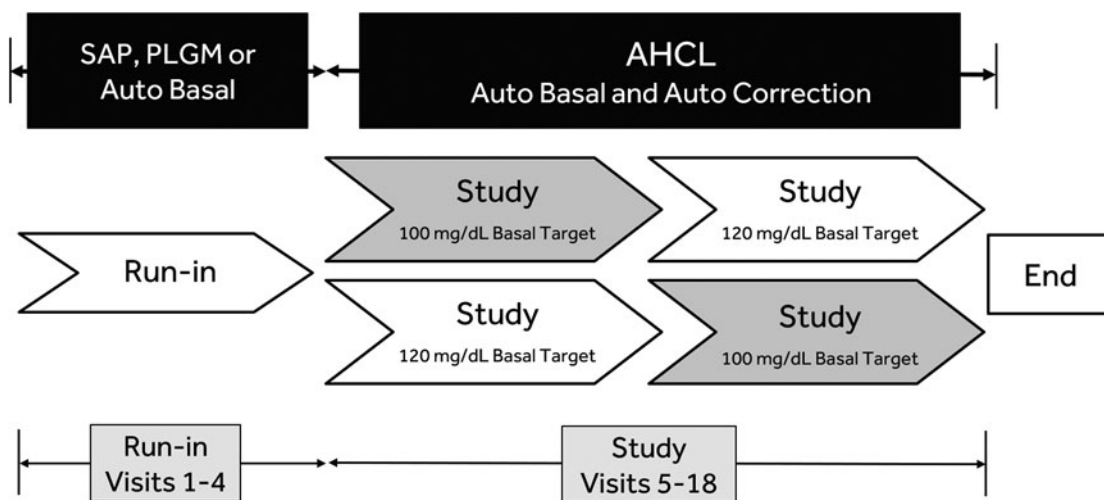 SAP, PLGM or
Auto Basal
AHCL
Auto Basal and Auto Correction
Study
100 mg/dL Basal Target
Study
120 mg/dL Basal Target
Run-in
End
Study
120 mg/dL Basal Target
Study
100 mg/dL Basal Target
Run-in
Visits 1-4
Study
Visits 5-18